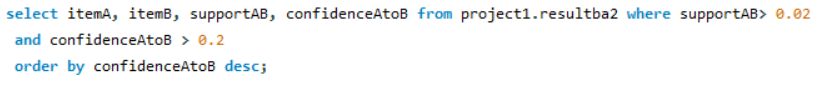 select itemA, itemB, supportAB, confidenceAtoB from project1.resultba2 where supportAB> 0.02
and confidenceAtoB > 0.2
order by confidenceAtoB desc;